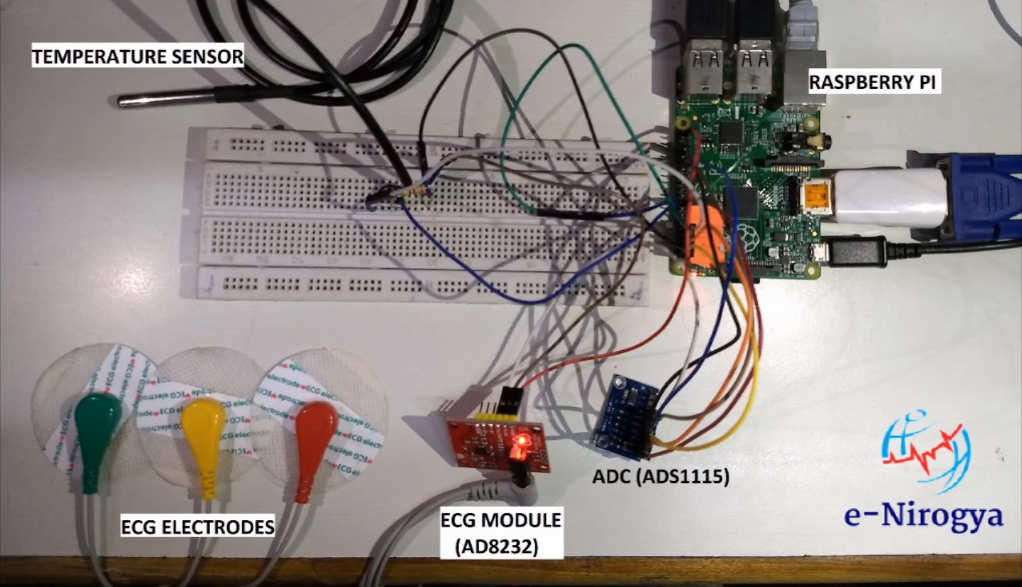 TEMPERATURE SENSOR
RASPBERRY PI
ADC (ADS1115)
ECG ELECTRODES
ECG MODULE
(AD8232)
e-Nirogya
ECG electrode
ECG electrode
ECG electrode